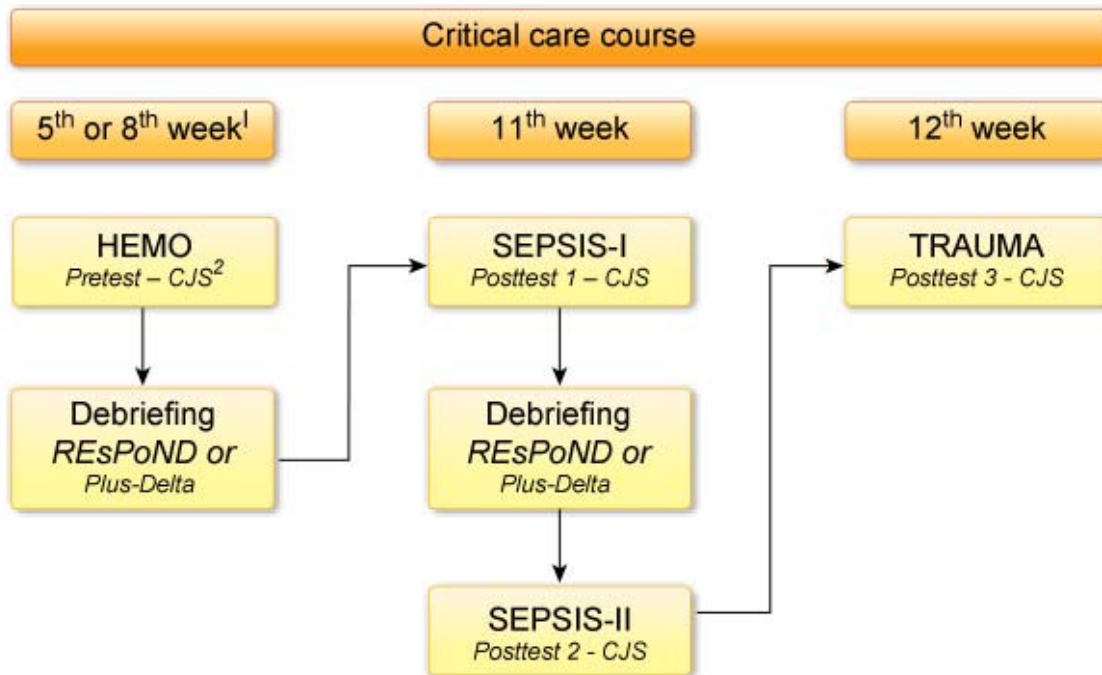 Critical care course
5th or 8th week1
11th week
12th week
HEMO
Pretest – CJS2
SEPSIS-I
Posttest 1 – CJS
TRAUMA
Posttest 3 - CJS
Debriefing
REsPoND or
Plus-Delta
Debriefing
REsPoND or
Plus-Delta
SEPSIS-II
Posttest 2 - CJS